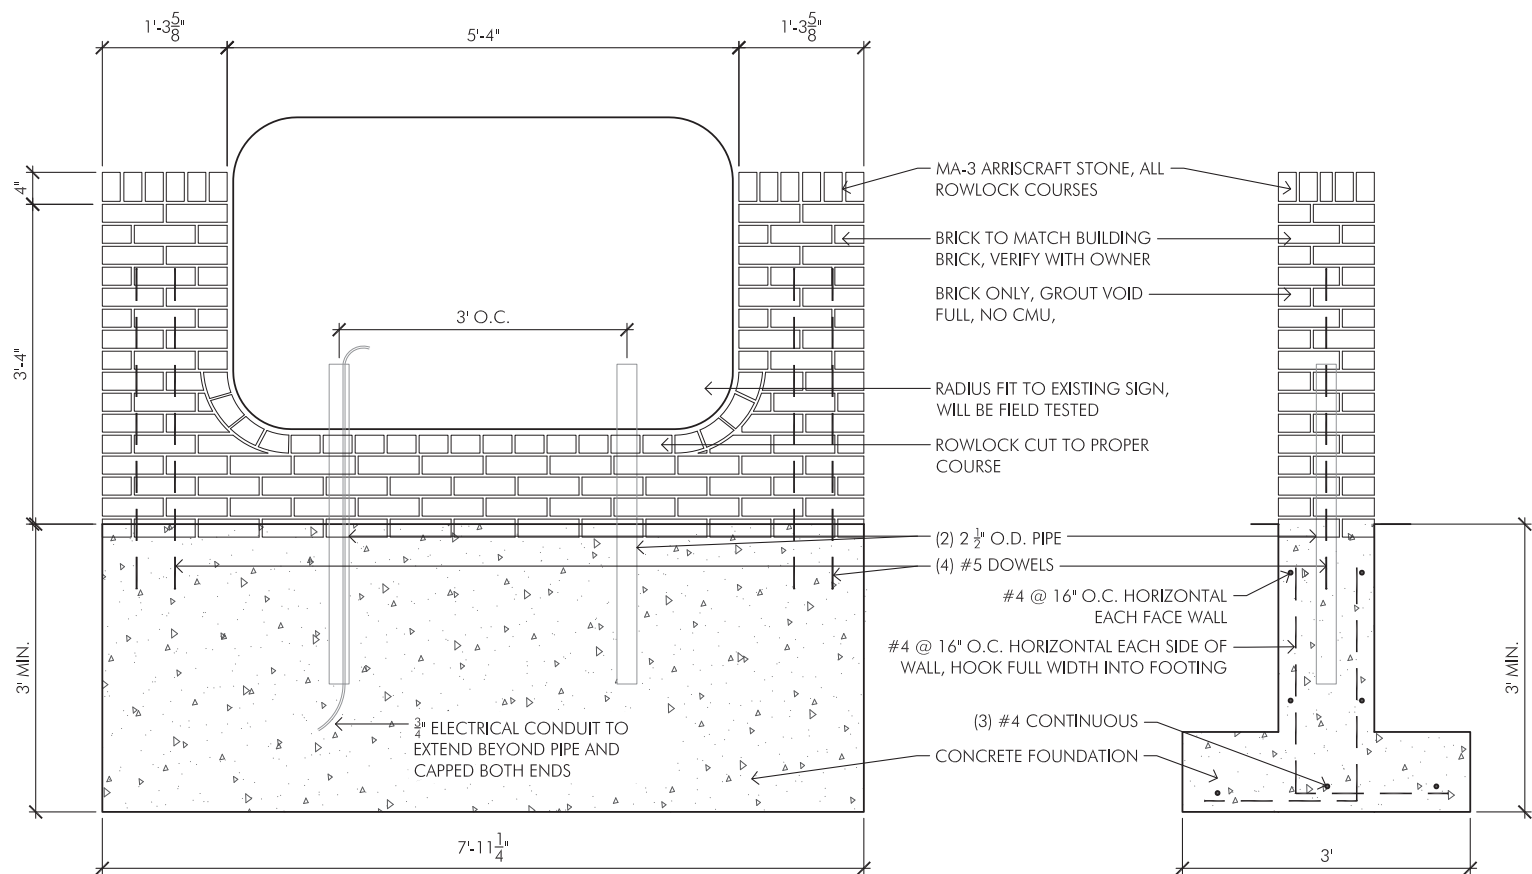 1'-3 5/8"
5'-4"
1'-3 5/8"
4"
3'-4"
3' MIN.
3' O.C.
MA-3 ARRISCRAFT STONE, ALL
ROWLOCK COURSES
BRICK TO MATCH BUILDING
BRICK, VERIFY WITH OWNER
BRICK ONLY, GROUT VOID
FULL, NO CMU,
RADIUS FIT TO EXISTING SIGN,
WILL BE FIELD TESTED
ROWLOCK CUT TO PROPER
COURSE
(2) 2 1/2" O.D. PIPE
(4) #5 DOWELS
#4 @ 16" O.C. HORIZONTAL
EACH FACE WALL
#4 @ 16" O.C. HORIZONTAL EACH SIDE OF
WALL, HOOK FULL WIDTH INTO FOOTING
(3) #4 CONTINUOUS
CONCRETE FOUNDATION
3/4" ELECTRICAL CONDUIT TO
EXTEND BEYOND PIPE AND
CAPPED BOTH ENDS
3' MIN.
7'-11 1/4"
3'